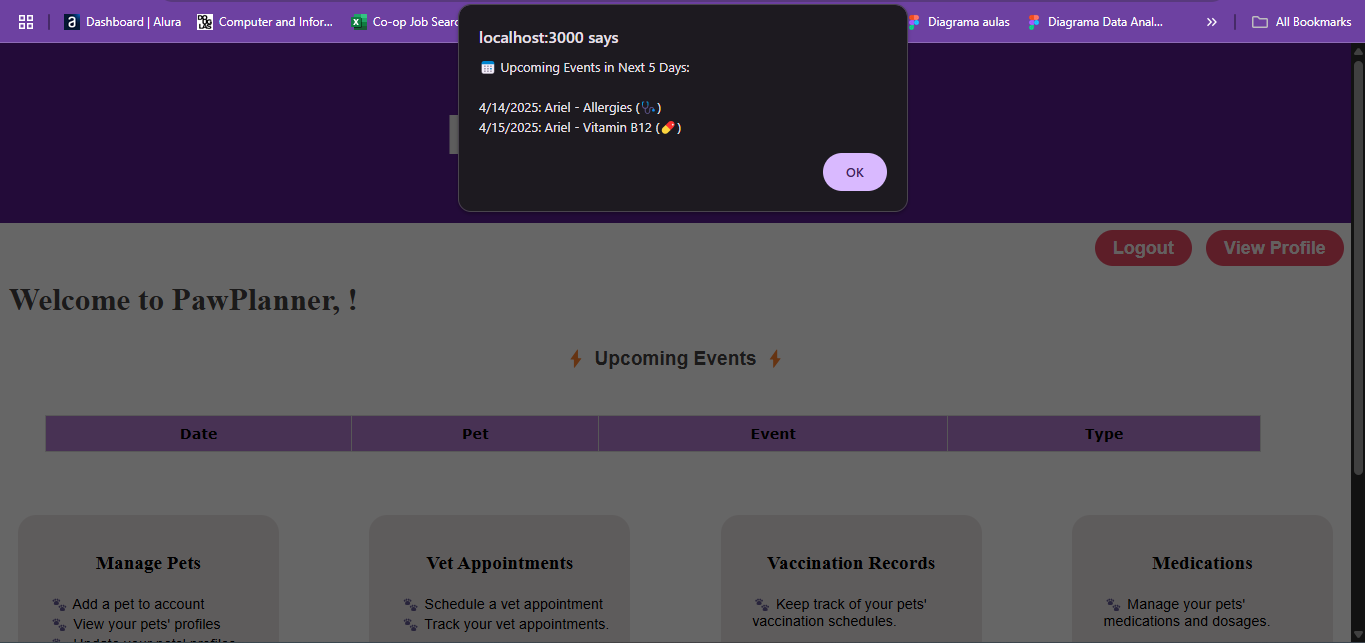 Dashboard | Alura
Computer and Infor...
Co-op Job Searc
Diagrama aulas
Diagrama Data Anal...
»
All Bookmarks
localhost:3000 says
Upcoming Events in Next 5 Days:
4/14/2025: Ariel - Allergies (🩺)
4/15/2025: Ariel - Vitamin B12 (💊)
OK
Logout
View Profile
Welcome to PawPlanner, !
⚡ Upcoming Events ⚡
Date Pet Event Type
Manage Pets
🐾 Add a pet to account
🐾 View your pets' profiles
🐾 Update your pets' profiles
Vet Appointments
🐾 Schedule a vet appointment
🐾 Track your vet appointments.
Vaccination Records
🐾 Keep track of your pets'
vaccination schedules.
Medications
🐾 Manage your pets'
medications and dosages.